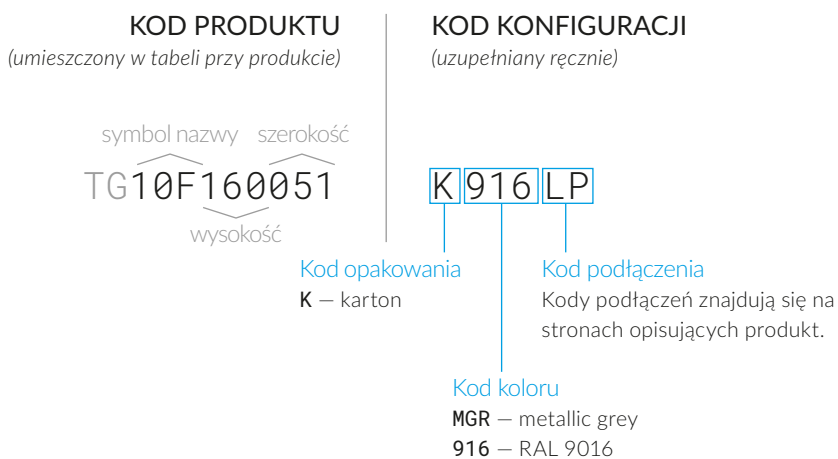 KOD PRODUKTU
(umieszczony w tabeli przy produkcie)
KOD KONFIGURACJI
(uzupełniany ręcznie)
symbol nazwy szerokość
TG10F160051
wysokość
K 916 LP
Kod opakowania
K — karton
Kod podłączenia
Kody podłączeń znajdują się na
stronach opisujących produkt.
Kod koloru
MGR — metallic grey
916 — RAL 9016